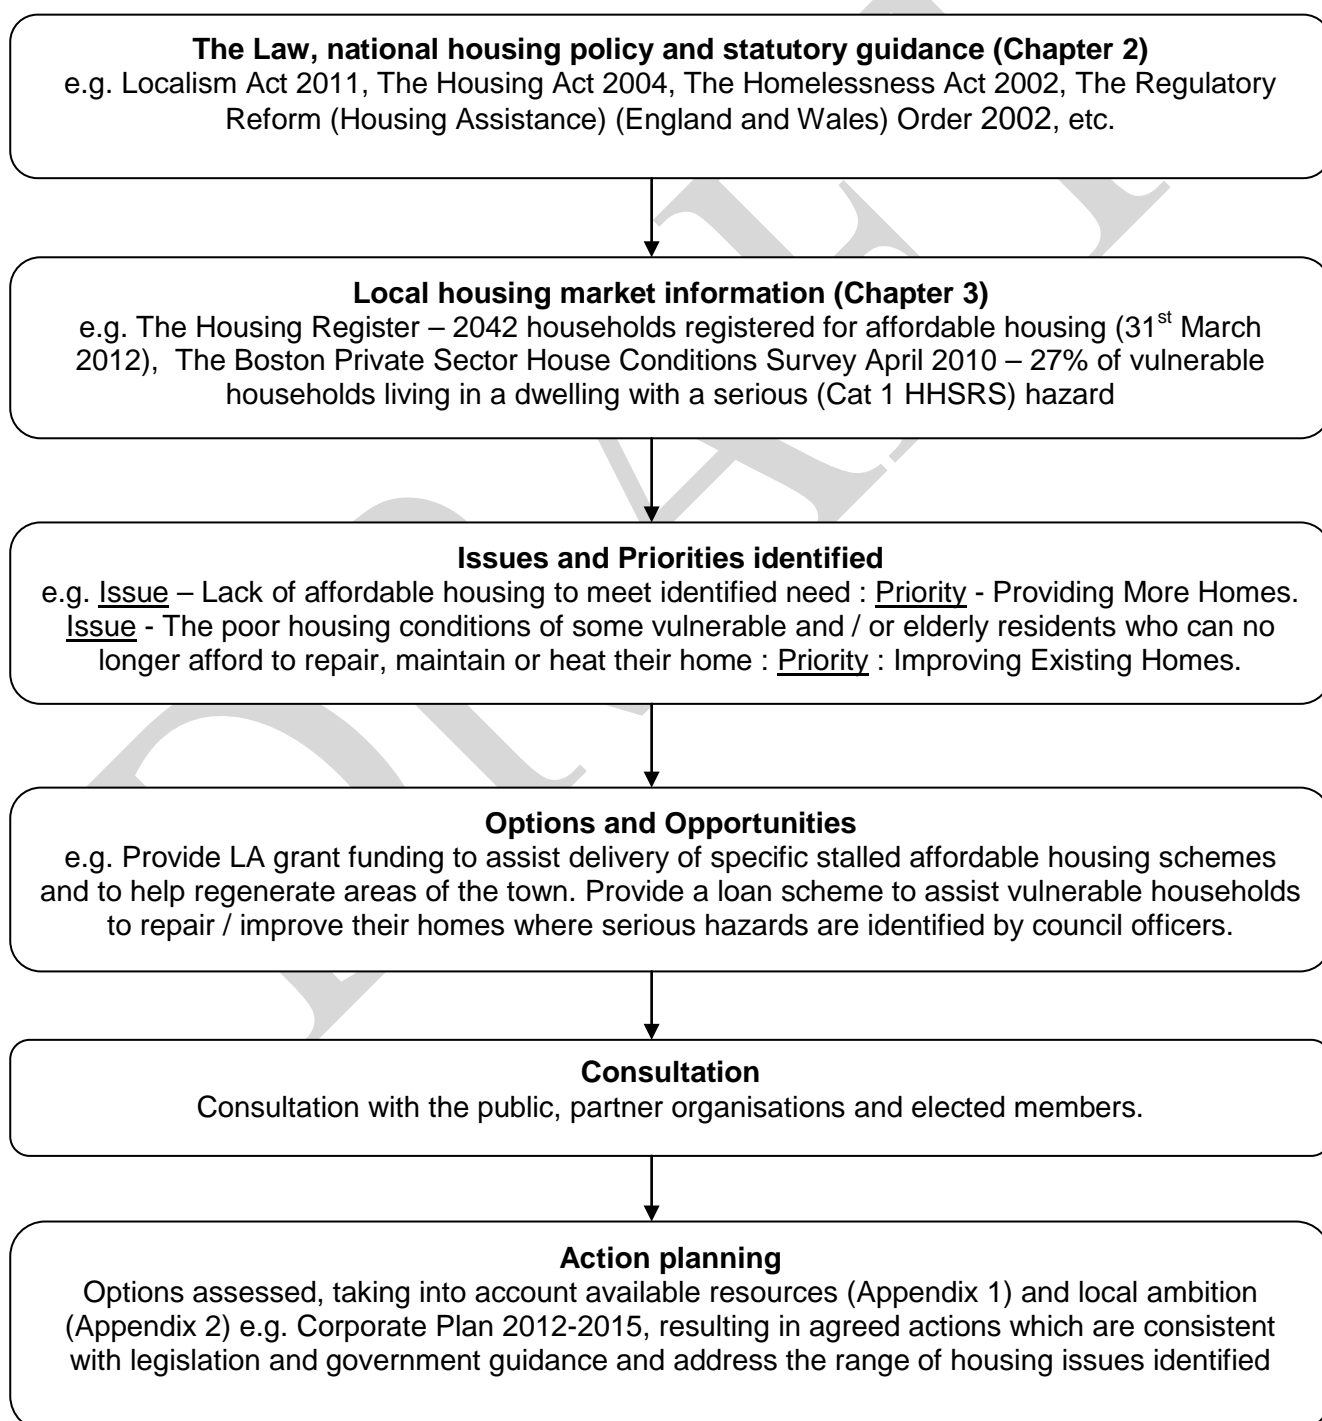 The Law, national housing policy and statutory guidance (Chapter 2)
e.g. Localism Act 2011, The Housing Act 2004, The Homelessness Act 2002, The Regulatory
Reform (Housing Assistance) (England and Wales) Order 2002, etc.
Local housing market information (Chapter 3)
e.g. The Housing Register – 2042 households registered for affordable housing (31st March
2012),  The Boston Private Sector House Conditions Survey April 2010 – 27% of vulnerable
households living in a dwelling with a serious (Cat 1 HHSRS) hazard
Issues and Priorities identified
e.g. Issue – Lack of affordable housing to meet identified need : Priority - Providing More Homes.
Issue - The poor housing conditions of some vulnerable and / or elderly residents who can no
longer afford to repair, maintain or heat their home : Priority : Improving Existing Homes.
Options and Opportunities
e.g. Provide LA grant funding to assist delivery of specific stalled affordable housing schemes
and to help regenerate areas of the town. Provide a loan scheme to assist vulnerable households
to repair / improve their homes where serious hazards are identified by council officers.
Consultation
Consultation with the public, partner organisations and elected members.
Action planning
Options assessed, taking into account available resources (Appendix 1) and local ambition
(Appendix 2) e.g. Corporate Plan 2012-2015, resulting in agreed actions which are consistent
with legislation and government guidance and address the range of housing issues identified
DRAFT